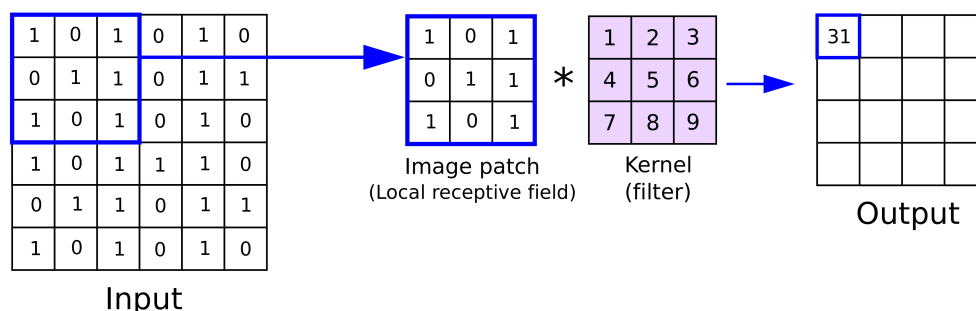 1 0 1 0 1 0
0 1 1 0 1 1
1 0 1 0 1 0
1 0 1 1 1 0
0 1 1 0 1 1
1 0 1 0 1 0
Input
1 0 1
0 1 1
1 0 1
Image patch
(Local receptive field)
*
1 2 3
4 5 6
7 8 9
Kernel
(filter)
31
Output